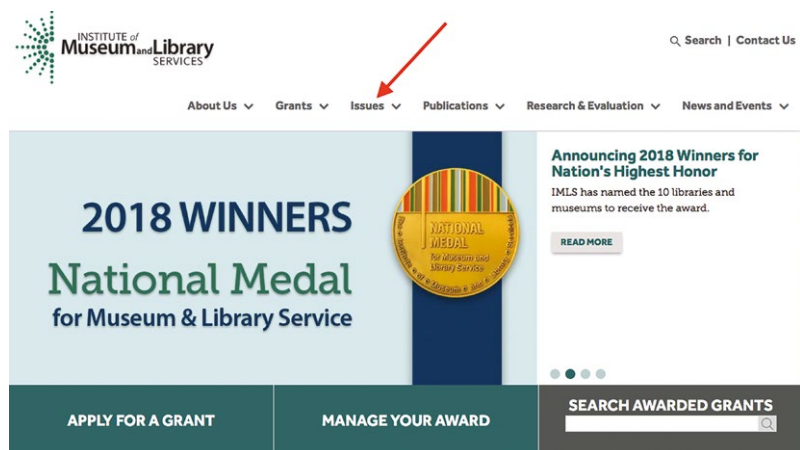 INSTITUTE of
Museum and Library
SERVICES
Search | Contact Us
About Us
Grants
Issues
Publications
Research & Evaluation
News and Events
2018 WINNERS
National Medal
for Museum & Library Service
NATIONAL
MEDAL
for Museum and
Library Service
Announcing 2018 Winners for
Nation's Highest Honor
IMLS has named the 10 libraries and
museums to receive the award.
READ MORE
APPLY FOR A GRANT
MANAGE YOUR AWARD
SEARCH AWARDED GRANTS